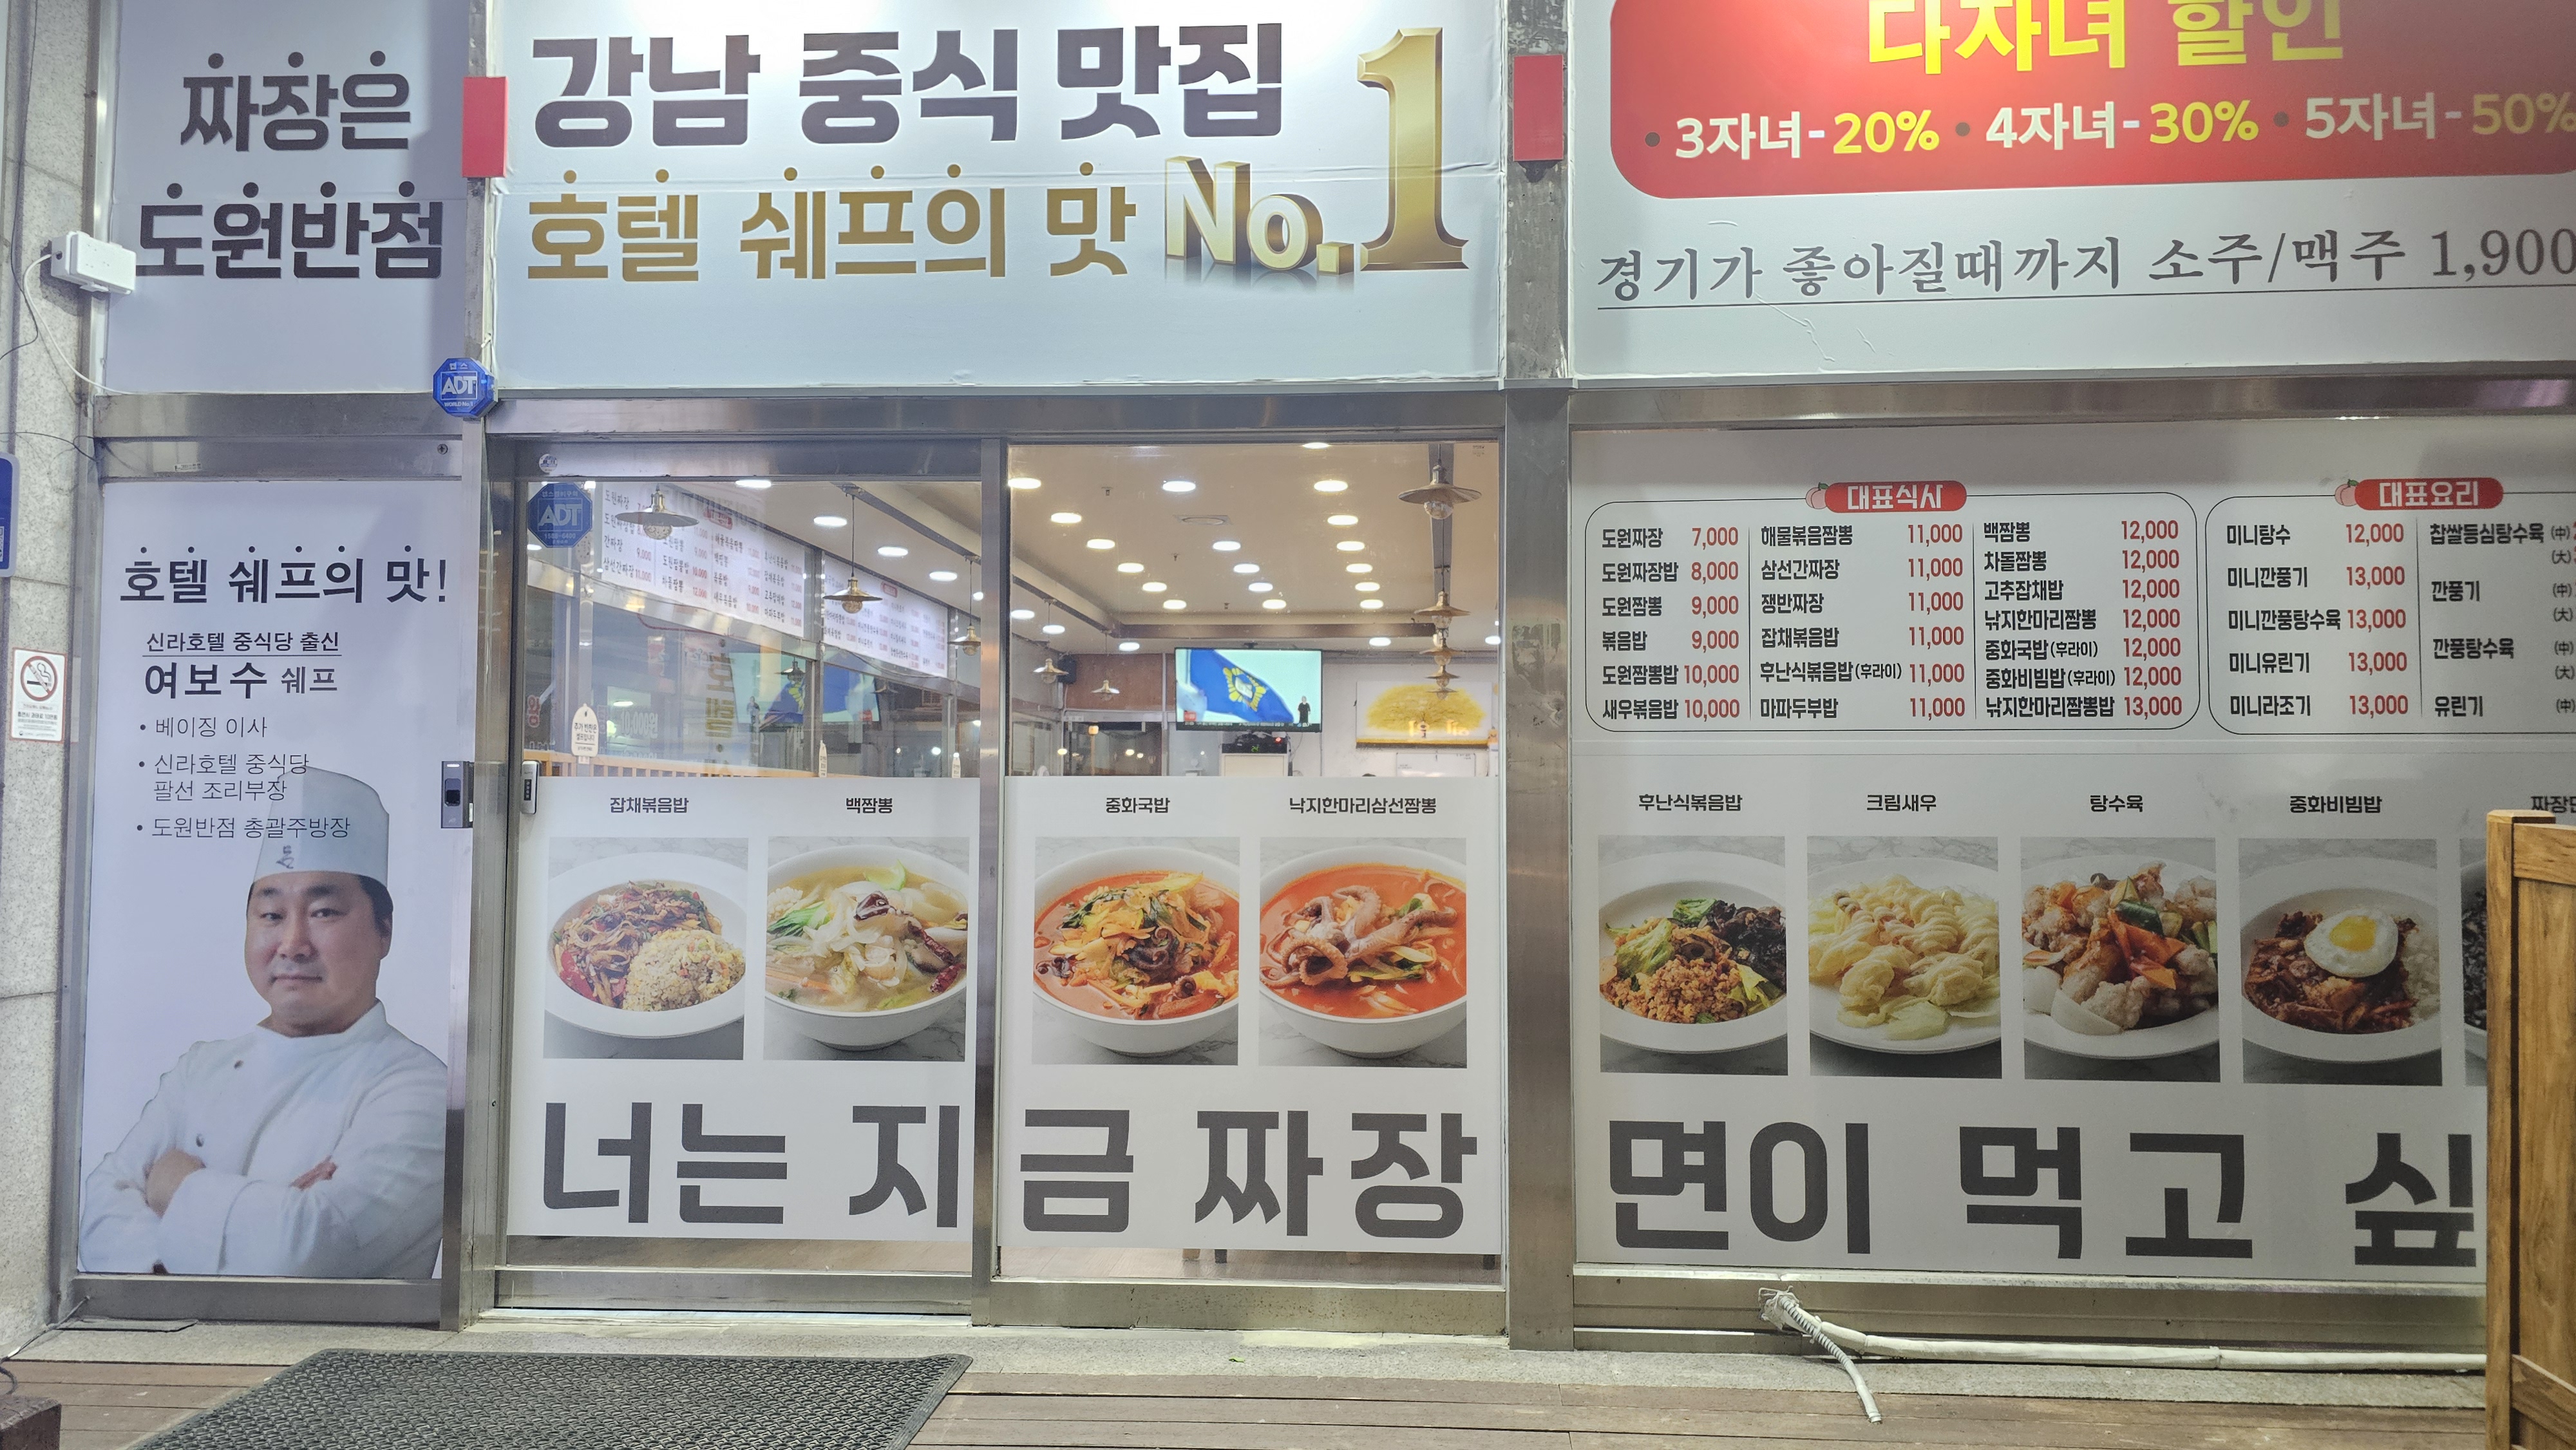 짜장은
도원반점
강남 중식 맛집
호텔 쉐프의 맛 No.1
다자녀 할인
• 3자녀-20% • 4자녀-30% • 5자녀-50%
경기가 좋아질때까지 소주/맥주 1,900
ADT
호텔 쉐프의 맛!
신라호텔 중식당 출신
여보수 쉐프
• 베이징 이사
• 신라호텔 중식당
팔선 조리부장
• 도원반점 총괄주방장
ADT
대표식사
도원짜장 7,000
도원짜장밥 8,000
도원짬뽕 9,000
볶음밥 9,000
도원짬뽕밥 10,000
새우볶음밥 10,000
해물볶음짬뽕 11,000
삼선간짜장 11,000
쟁반짜장 11,000
잡채볶음밥 11,000
후난식볶음밥(후라이) 11,000
마파두부밥 11,000
백짬뽕 12,000
차돌짬뽕 12,000
고추잡채밥 12,000
낙지한마리짬뽕 12,000
중화국밥(후라이) 12,000
중화비빔밥(후라이) 12,000
낙지한마리짬뽕밥 13,000
대표요리
미니탕수 12,000
미니깐풍기 13,000
미니깐풍탕수육 13,000
미니유린기 13,000
미니라조기 13,000
찹쌀등심탕수육 (中)
(大)
깐풍기 (中)
(大)
깐풍탕수육 (中)
(大)
유린기 (中)
잡채볶음밥
백짬뽕
중화국밥
낙지한마리삼선짬뽕
후난식볶음밥
크림새우
탕수육
중화비빔밥
너는 지금 짜장면이 먹고 싶